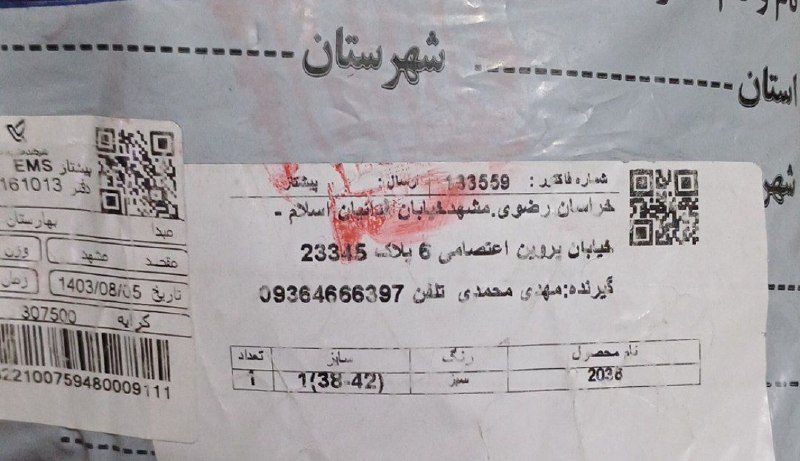 شهرستان
استان
شماره فاکتور : 133559 ارسال : پیشتاز
خراسان رضوی.مشهد.خیابان اسلام -
خیابان پروین اعتصامی 6 پلاک 23345
گیرنده:مهدی محمدی تلفن 09364666397
نام محصول رنگ سایز تعداد
2036 سبز 1(38-42) 1
پیشتاز EMS
دفتر 161013
مبدا بهارستان
مقصد مشهد وزن
تاریخ 1403/08/05
کرایه 307500
22100759480009111